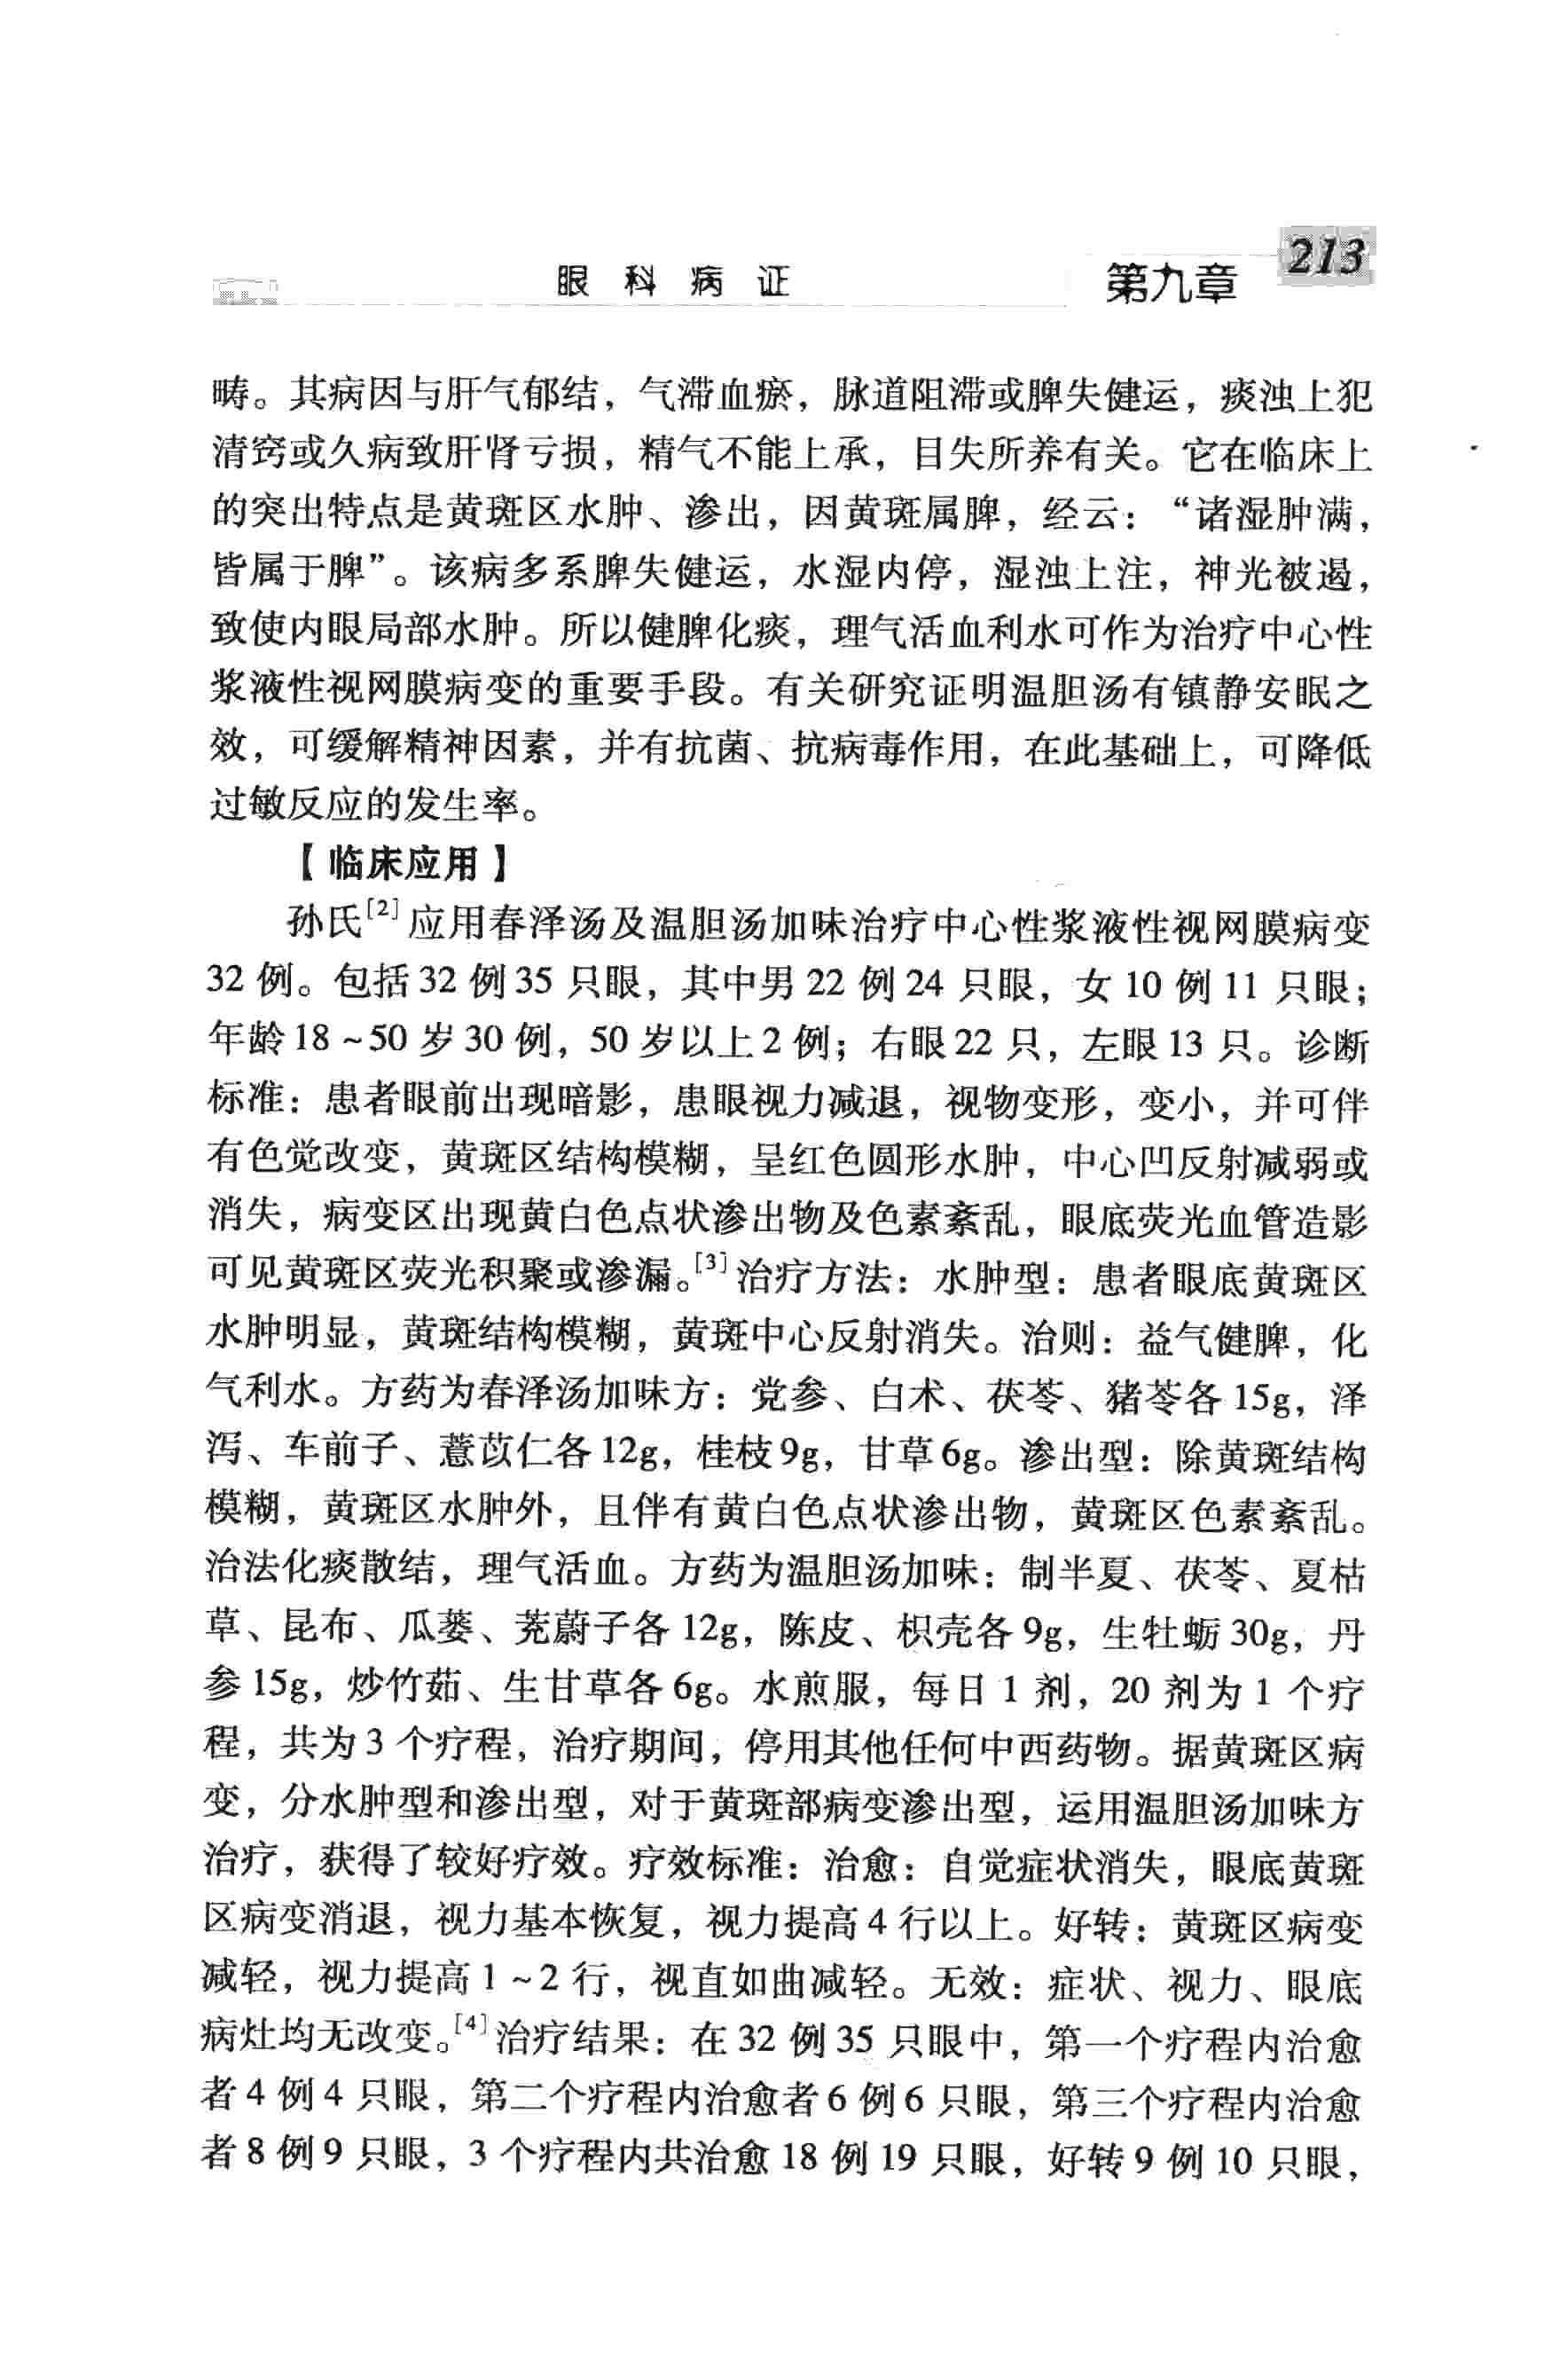 眼科病证
第九章
213
畴。其病因与肝气郁结，气滞血瘀，脉道阻滞或脾失健运，痰浊上犯
清窍或久病致肝肾亏损，精气不能上承，目失所养有关。它在临床上
的突出特点是黄斑区水肿、渗出，因黄斑属脾，经云：“诸湿肿满，
皆属于脾”。该病多系脾失健运，水湿内停，湿浊上注，神光被遏，
致使内眼局部水肿。所以健脾化痰，理气活血利水可作为治疗中心性
浆液性视网膜病变的重要手段。有关研究证明温胆汤有镇静安眠之
效，可缓解精神因素，并有抗菌、抗病毒作用，在此基础上，可降低
过敏反应的发生率。
【临床应用】
孙氏[2]应用春泽汤及温胆汤加味治疗中心性浆液性视网膜病变
32例。包括32例35只眼，其中男22例24只眼，女10例11只眼；
年龄18~50岁30例，50岁以上2例；右眼22只，左眼13只。诊断
标准：患者眼前出现暗影，患眼视力减退，视物变形，变小，并可伴
有色觉改变，黄斑区结构模糊，呈红色圆形水肿，中心凹反射减弱或
消失，病变区出现黄白色点状渗出物及色素紊乱，眼底荧光血管造影
可见黄斑区荧光积聚或渗漏。[3]治疗方法：水肿型：患者眼底黄斑区
水肿明显，黄斑结构模糊，黄斑中心反射消失。治则：益气健脾，化
气利水。方药为春泽汤加味方：党参、白术、茯苓、猪苓各15g，泽
泻、车前子、薏苡仁各12g，桂枝9g，甘草6g。渗出型：除黄斑结构
模糊，黄斑区水肿外，且伴有黄白色点状渗出物，黄斑区色素紊乱。
治法化痰散结，理气活血。方药为温胆汤加味：制半夏、茯苓、夏枯
草、昆布、瓜蒌、茺蔚子各12g，陈皮、枳壳各9g，生牡蛎30g，丹
参15g，炒竹茹、生甘草各6g。水煎服，每日1剂，20剂为1个疗
程，共为3个疗程，治疗期间，停用其他任何中西药物。据黄斑区病
变，分水肿型和渗出型，对于黄斑部病变渗出型，运用温胆汤加味方
治疗，获得了较好疗效。疗效标准：治愈：自觉症状消失，眼底黄斑
区病变消退，视力基本恢复，视力提高4行以上。好转：黄斑区病变
减轻，视力提高1~2行，视直如曲减轻。无效：症状、视力、眼底
病灶均无改变。[4]治疗结果：在32例35只眼中，第一个疗程内治愈
者4例4只眼，第二个疗程内治愈者6例6只眼，第三个疗程内治愈
者8例9只眼，3个疗程内共治愈18例19只眼，好转9例10只眼，